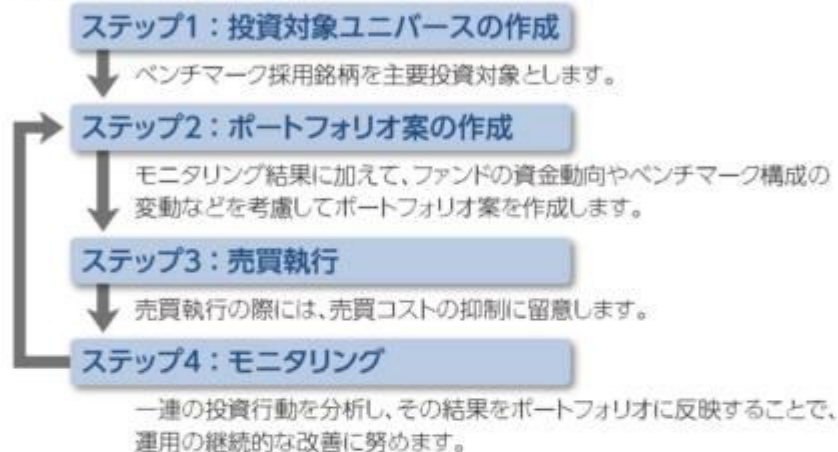 ステップ1：投資対象ユニバースの作成
ベンチマーク採用銘柄を主要投資対象とします。
ステップ2：ポートフォリオ案の作成
モニタリング結果に加えて、ファンドの資金動向やベンチマーク構成の
変動などを考慮してポートフォリオ案を作成します。
ステップ3：売買執行
売買執行の際には、売買コストの抑制に留意します。
ステップ4：モニタリング
一連の投資行動を分析し、その結果をポートフォリオに反映することで、
運用の継続的な改善に努めます。